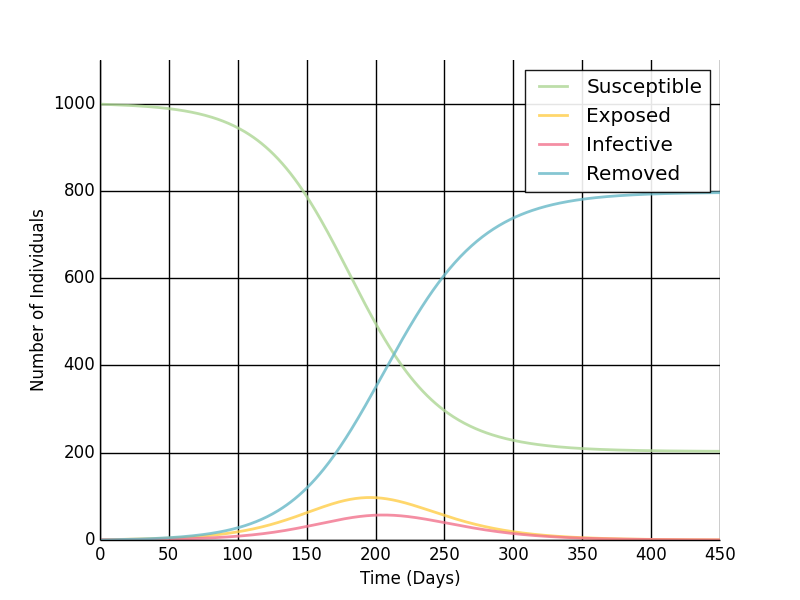 Susceptible
Exposed
Infective
Removed
1000
800
600
400
200
0
0 50 100 150 200 250 300 350 400 450
Number of Individuals
Time (Days)